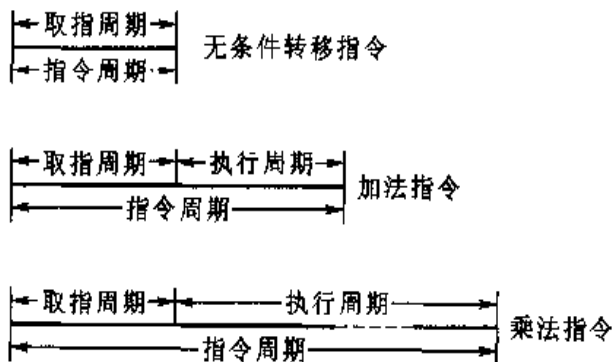 取指周期
无条件转移指令
指令周期
取指周期 执行周期
加法指令
指令周期
取指周期 执行周期
乘法指令
指令周期